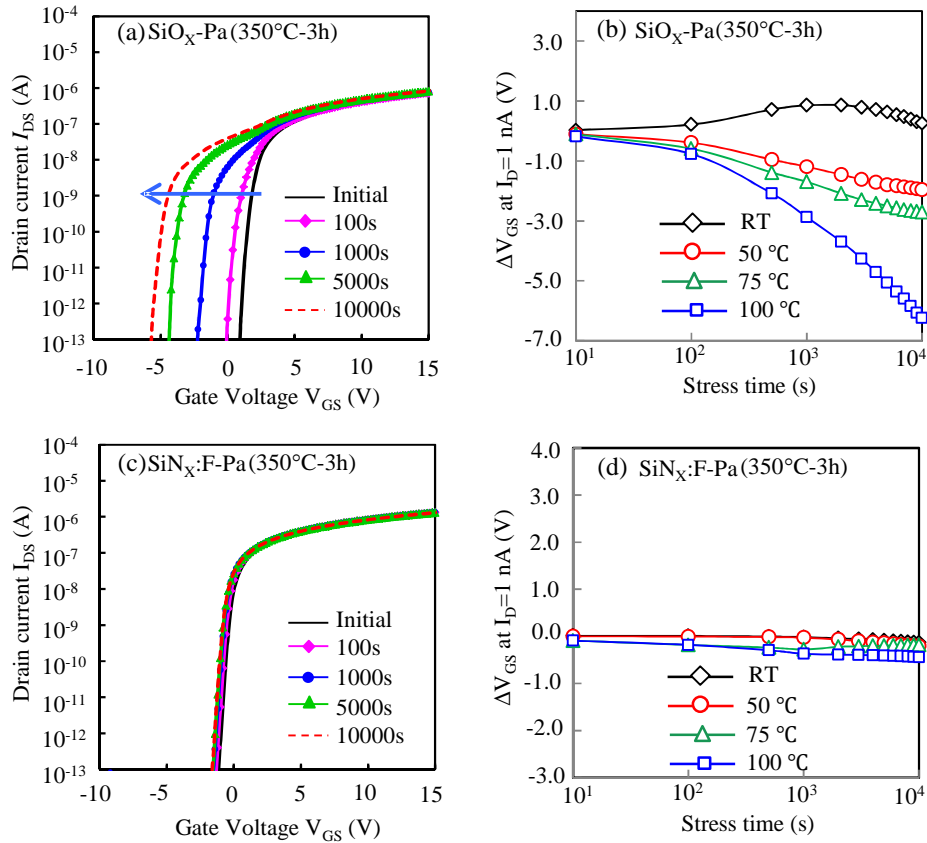 (a) SiOX-Pa (350°C-3h)
Drain current IDS (A)
10-4
10-5
10-6
10-7
10-8
10-9
10-10
10-11
10-12
10-13
Initial
100s
1000s
5000s
10000s
-10 -5 0 5 10 15
Gate Voltage VGS (V)
(b) SiOX-Pa (350°C-3h)
ΔVGS at ID=1 nA (V)
4.0
3.0
1.0
-1.0
-3.0
-5.0
-7.0
RT
50 ℃
75 ℃
100 ℃
101 102 103 104
Stress time (s)
(c) SiNX:F-Pa (350°C-3h)
Drain current IDS (A)
10-4
10-5
10-6
10-7
10-8
10-9
10-10
10-11
10-12
10-13
Initial
100s
1000s
5000s
10000s
-10 -5 0 5 10 15
Gate Voltage VGS (V)
(d) SiNX:F-Pa (350°C-3h)
ΔVGS at ID=1 nA (V)
4.0
3.0
2.0
0.0
-1.0
-2.0
-3.0
RT
50 ℃
75 ℃
100 ℃
101 102 103 104
Stress time (s)